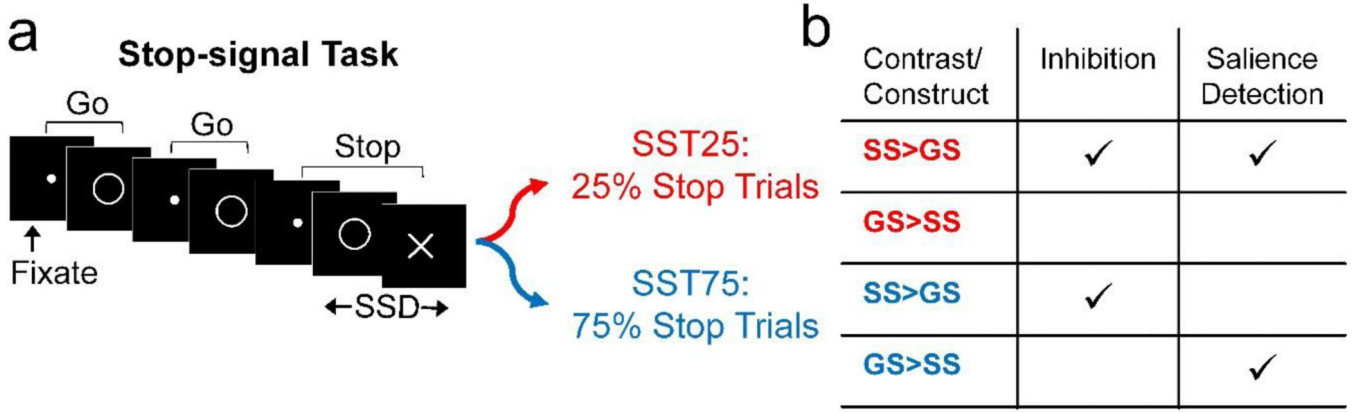 a
Stop-signal Task
Go
Go
Stop
Fixate
←SSD→
SST25:
25% Stop Trials
SST75:
75% Stop Trials
b
Contrast/
Construct
Inhibition
Salience
Detection
SS>GS ✓ ✓
GS>SS
SS>GS ✓
GS>SS ✓